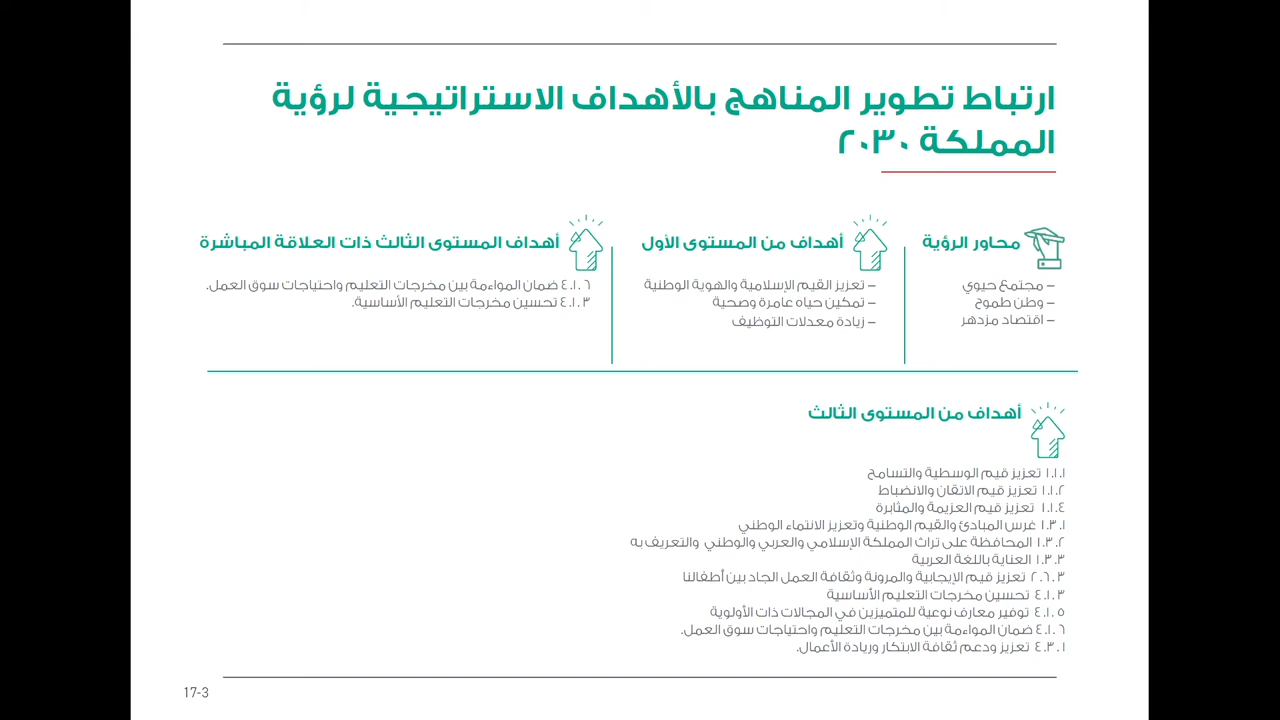 ارتباط تطوير المناهج بالأهداف الاستراتيجية لرؤية
المملكة ٢٠٣٠
محاور الرؤية
– مجتمع حيوي
– وطن طموح
– اقتصاد مزدهر
أهداف من المستوى الأول
– تعزيز القيم الإسلامية والهوية الوطنية
– تمكين حياه عامرة وصحية
– زيادة معدلات التوظيف
أهداف المستوى الثالث ذات العلاقة المباشرة
٤.١.٦ ضمان المواءمة بين مخرجات التعليم واحتياجات سوق العمل.
٤.١.٣ تحسين مخرجات التعليم الأساسية.
أهداف من المستوى الثالث
١.١.١ تعزيز قيم الوسطية والتسامح
١.١.٢ تعزيز قيم الاتقان والانضباط
١.١.٤ تعزيز قيم العزيمة والمثابرة
١.٣.١ غرس المبادئ والقيم الوطنية وتعزيز الانتماء الوطني
١.٣.٢ المحافظة على تراث المملكة الإسلامي والعربي والوطني والتعريف به
١.٣.٣ العناية باللغة العربية
٢.٦.٣ تعزيز قيم الإيجابية والمرونة وثقافة العمل الجاد بين أطفالنا
٤.١.٣ تحسين مخرجات التعليم الأساسية
٤.١.٥ توفير معارف نوعية للمتميزين في المجالات ذات الأولوية
٤.١.٦ ضمان المواءمة بين مخرجات التعليم واحتياجات سوق العمل.
٤.٣.١ تعزيز ودعم ثقافة الابتكار وريادة الأعمال.
17-3